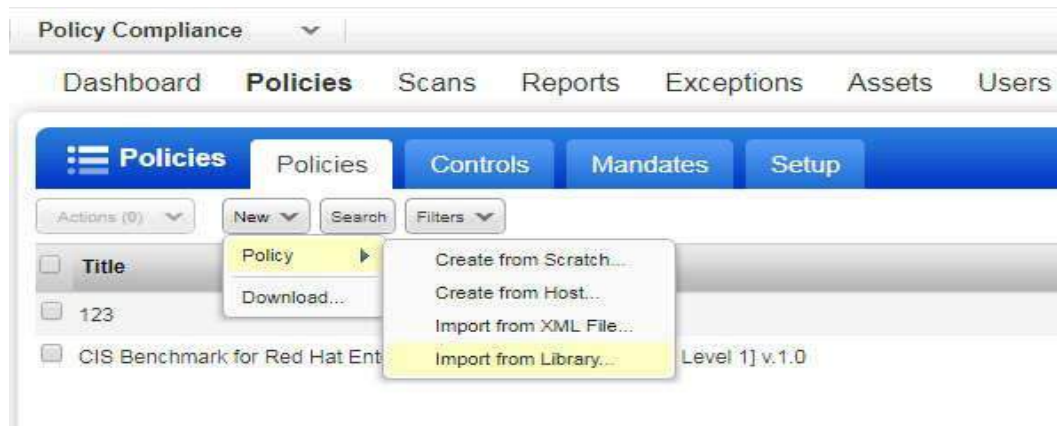 Policy Compliance
Dashboard Policies Scans Reports Exceptions Assets Users
Policies Policies Controls Mandates Setup
Actions (0) New Search Filters
Title
Policy
Download...
Create from Scratch...
Create from Host...
Import from XML File...
Import from Library...
123
CIS Benchmark for Red Hat Ent Level 1] v.1.0